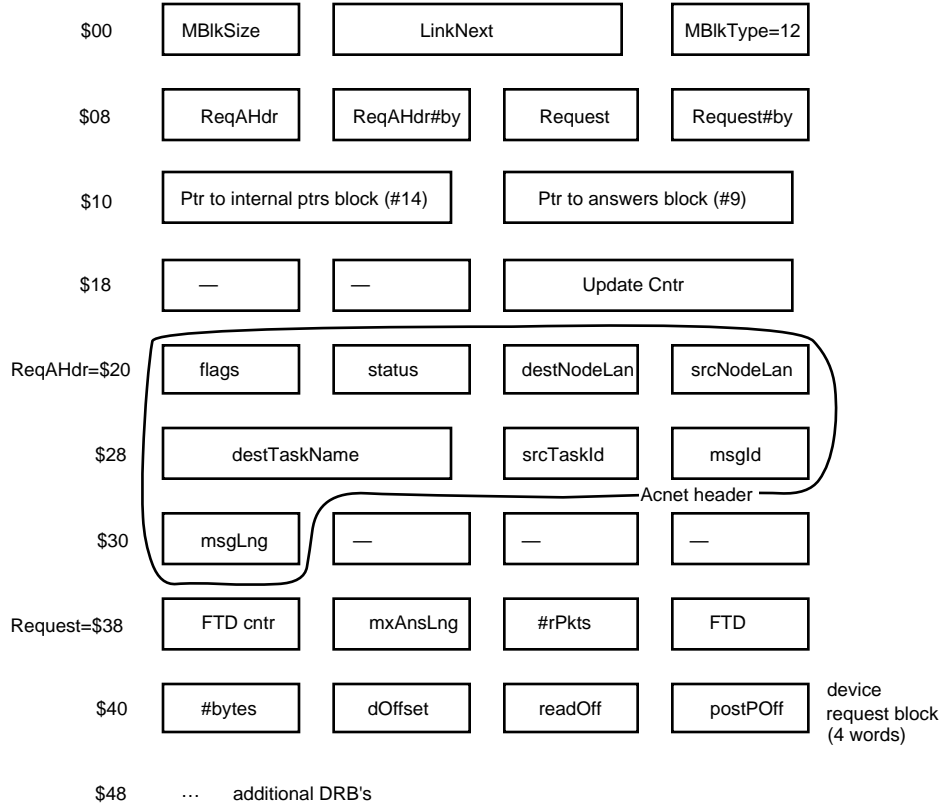 $00 MBlkSize LinkNext MBlkType=12
$08 ReqAHdr ReqAHdr#by Request Request#by
$10 Ptr to internal ptrs block (#14) Ptr to answers block (#9)
$18 — — Update Cntr
ReqAHdr=$20 flags status destNodeLan srcNodeLan
$28 destTaskName srcTaskId msgId
Acnet header
$30 msgLng — — —
Request=$38 FTD cntr mxAnsLng #rPkts FTD
$40 #bytes dOffset readOff postPOff
device
request block
(4 words)
$48 … additional DRB's